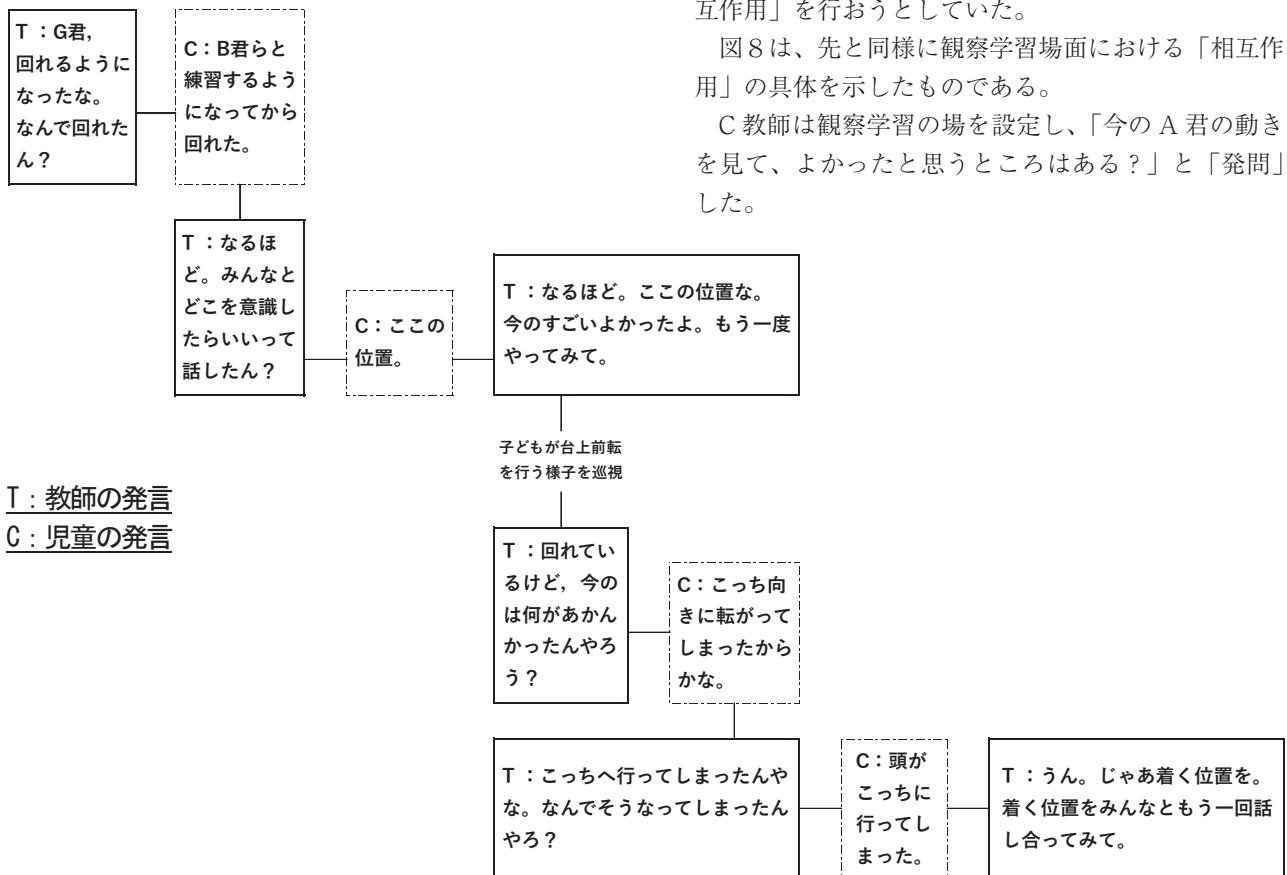 T：G君，
回れるように
なったな。
なんで回れた
ん？
C：B君らと
練習するよう
になってから
回れた。
T：なるほ
ど。みんなと
どこを意識し
たらいいって
話したん？
C：ここの
位置。
T：なるほど。ここの位置な。
今のすごいよかったよ。もう一度
やってみて。
子どもが台上前転
を行う様子を巡視
T：回れてい
るけど，今の
は何があかん
かったんやろ
う？
C：こっち向
きに転がって
しまったから
かな。
T：こっちへ行ってしまったんや
な。なんでそうなってしまったん
やろ？
C：頭が
こっちに
行ってし
まった。
T：うん。じゃあ着く位置を。
着く位置をみんなともう一回話
し合ってみて。
T：教師の発言
C：児童の発言
互作用」を行おうとしていた。
図８は、先と同様に観察学習場面における「相互作
用」の具体を示したものである。
C教師は観察学習の場を設定し、「今のA君の動き
を見て、よかったと思うところはある？」と「発問」
した。